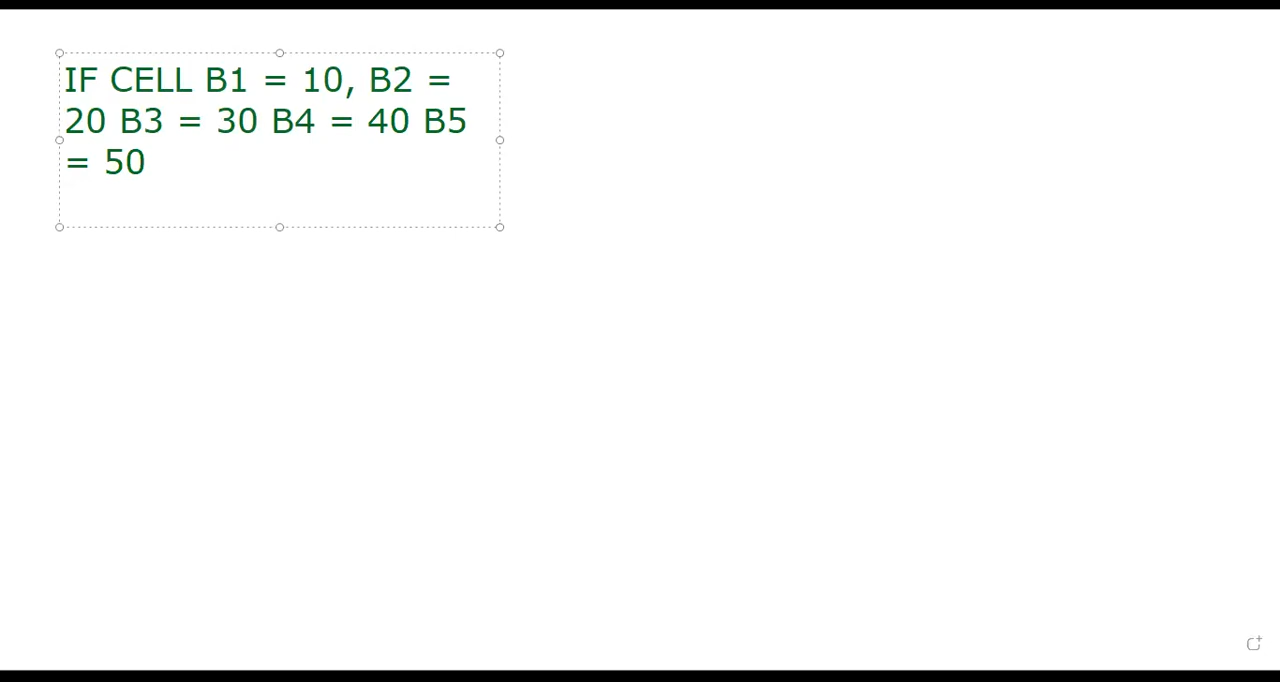 IF CELL B1 = 10, B2 =
20 B3 = 30 B4 = 40 B5
= 50